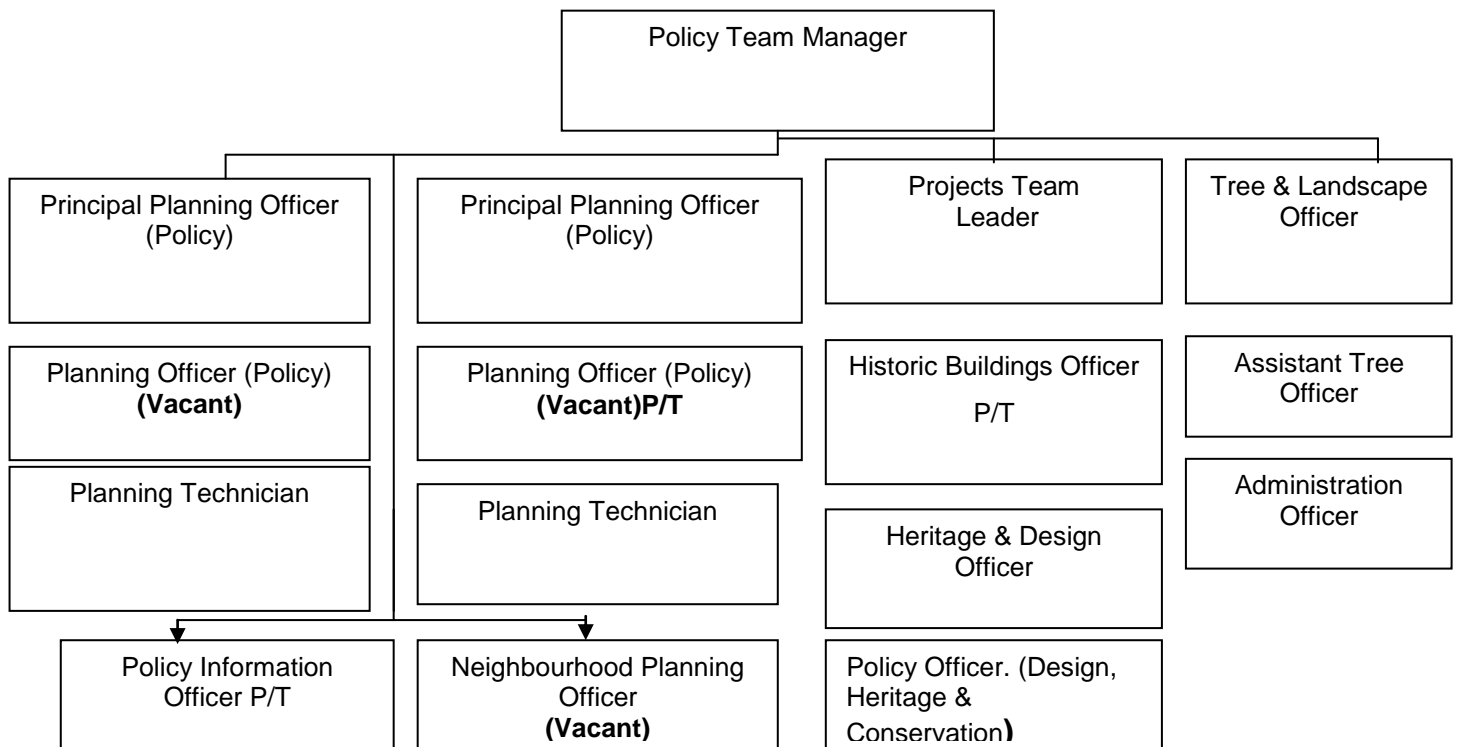 Policy Team Manager
Principal Planning Officer
(Policy)
Principal Planning Officer
(Policy)
Projects Team
Leader
Tree & Landscape
Officer
Planning Officer (Policy)
(Vacant)
Planning Officer (Policy)
(Vacant)P/T
Historic Buildings Officer
P/T
Assistant Tree
Officer
Planning Technician
Planning Technician
Heritage & Design
Officer
Administration
Officer
Policy Information
Officer P/T
Neighbourhood Planning
Officer
(Vacant)
Policy Officer. (Design,
Heritage &
Conservation)